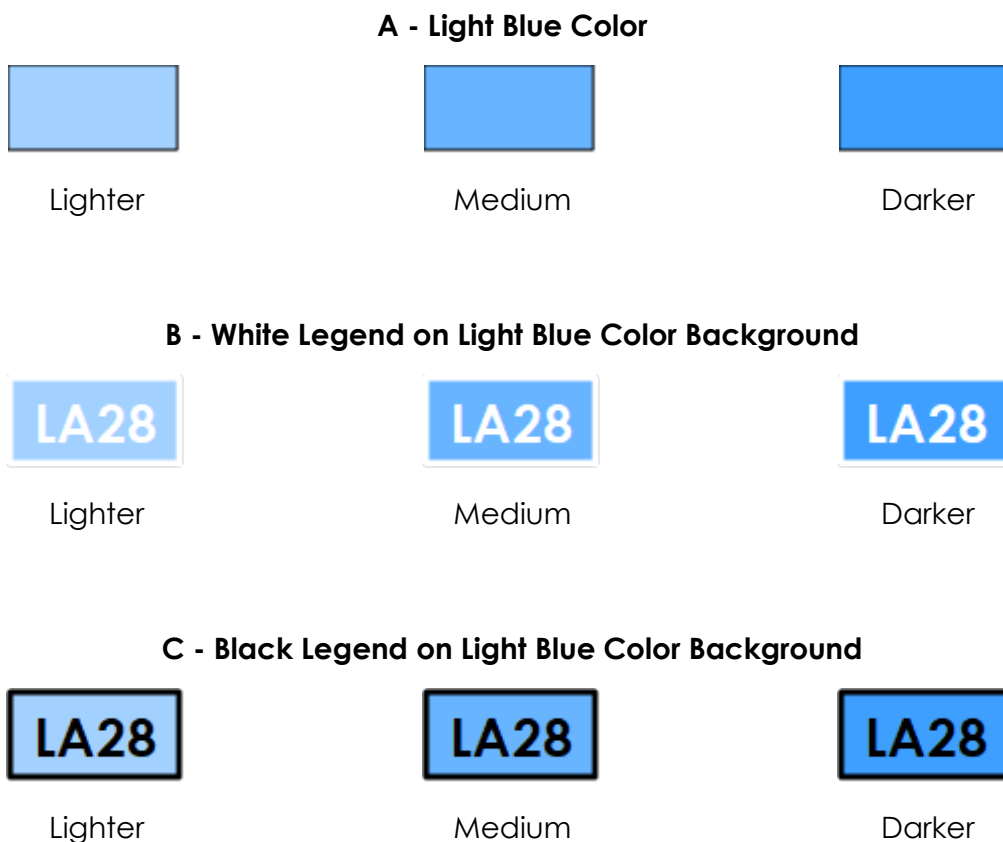 A - Light Blue Color
Lighter Medium Darker
B - White Legend on Light Blue Color Background
LA28 LA28 LA28
Lighter Medium Darker
C - Black Legend on Light Blue Color Background
LA28 LA28 LA28
Lighter Medium Darker